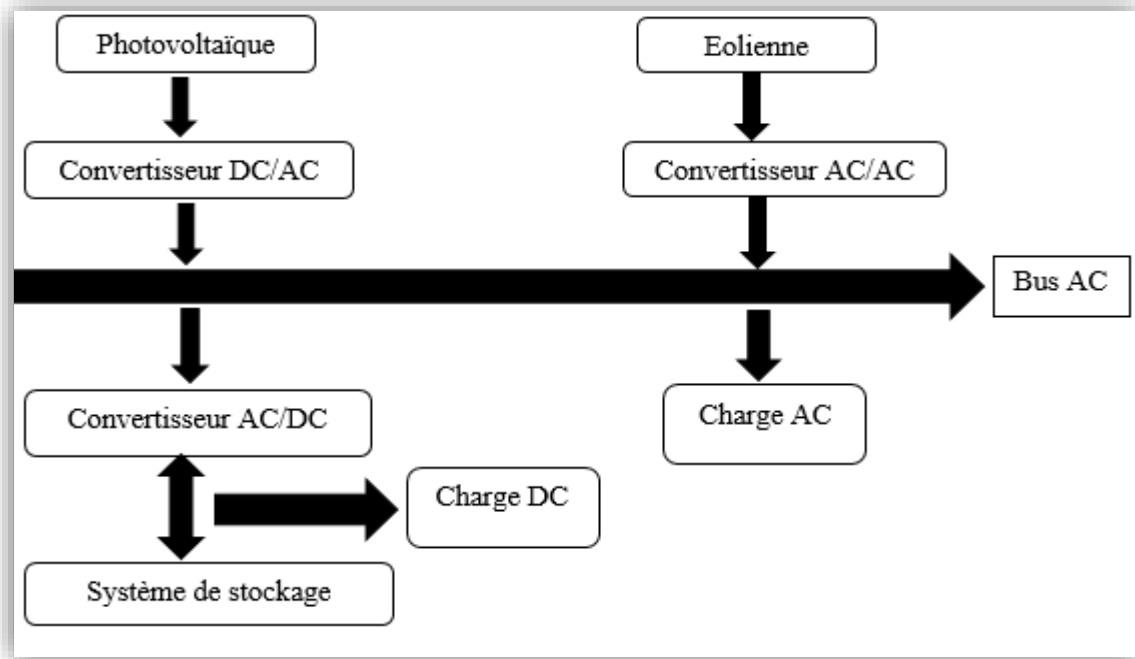 Photovoltaïque
Eolienne
Convertisseur DC/AC
Convertisseur AC/AC
Bus AC
Convertisseur AC/DC
Charge AC
Charge DC
Système de stockage